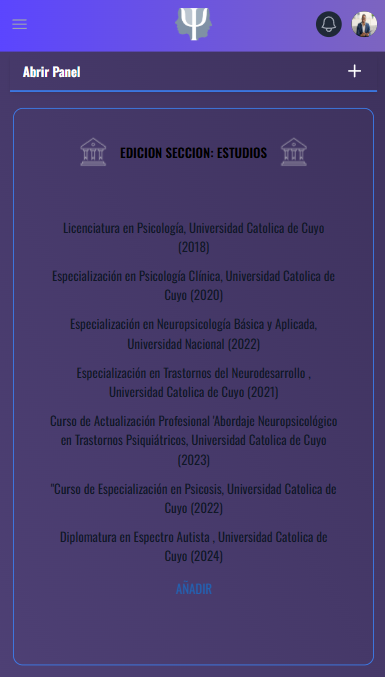 Abrir Panel
EDICION SECCION: ESTUDIOS
Licenciatura en Psicología, Universidad Catolica de Cuyo
(2018)
Especialización en Psicología Clínica, Universidad Catolica de
Cuyo (2020)
Especialización en Neuropsicología Básica y Aplicada,
Universidad Nacional (2022)
Especialización en Trastornos del Neurodesarrollo ,
Universidad Catolica de Cuyo (2021)
Curso de Actualización Profesional 'Abordaje Neuropsicológico
en Trastornos Psiquiátricos, Universidad Catolica de Cuyo
(2023)
"Curso de Especialización en Psicosis, Universidad Catolica de
Cuyo (2022)
Diplomatura en Espectro Autista , Universidad Catolica de
Cuyo (2024)
AÑADIR